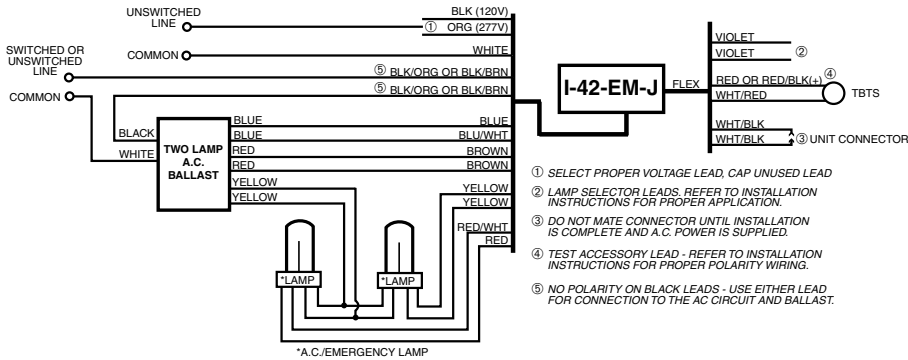 UNSWITCHED
LINE
BLK (120V)
① ORG (277V)
COMMON
WHITE
SWITCHED OR
UNSWITCHED
LINE
⑤ BLK/ORG OR BLK/BRN
COMMON
⑤ BLK/ORG OR BLK/BRN
BLACK
WHITE
TWO LAMP
A.C.
BALLAST
BLUE
BLUE
RED
RED
YELLOW
YELLOW
BLUE
BLU/WHT
BROWN
BROWN
YELLOW
YELLOW
RED/WHT
RED
*LAMP
*LAMP
*A.C./EMERGENCY LAMP
I-42-EM-J
FLEX
VIOLET
VIOLET
②
RED OR RED/BLK(+)
④
WHT/RED
TBTS
WHT/BLK
WHT/BLK
③ UNIT CONNECTOR
① SELECT PROPER VOLTAGE LEAD, CAP UNUSED LEAD
② LAMP SELECTOR LEADS. REFER TO INSTALLATION
INSTRUCTIONS FOR PROPER APPLICATION.
③ DO NOT MATE CONNECTOR UNTIL INSTALLATION
IS COMPLETE AND A.C. POWER IS SUPPLIED.
④ TEST ACCESSORY LEAD - REFER TO INSTALLATION
INSTRUCTIONS FOR PROPER POLARITY WIRING.
⑤ NO POLARITY ON BLACK LEADS - USE EITHER LEAD
FOR CONNECTION TO THE AC CIRCUIT AND BALLAST.